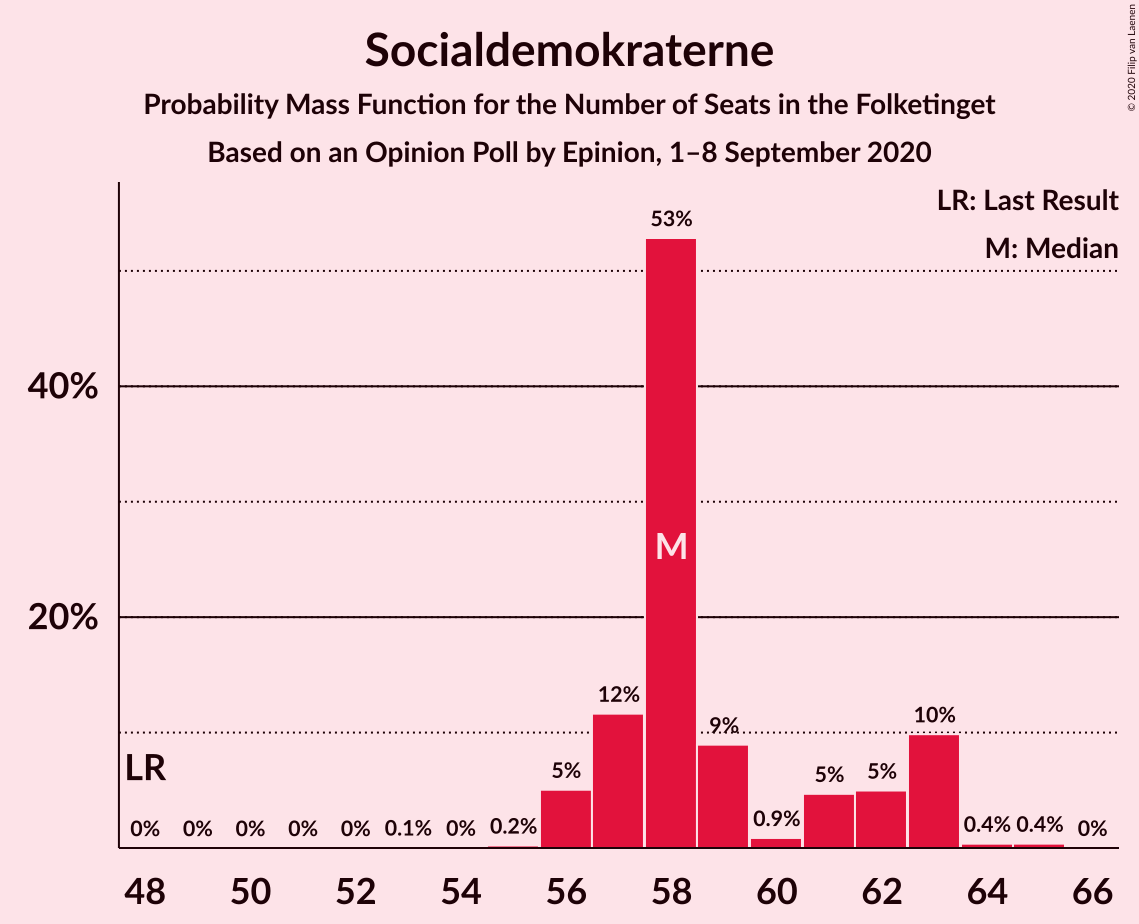 Socialdemokraterne
Probability Mass Function for the Number of Seats in the Folketinget
Based on an Opinion Poll by Epinion, 1–8 September 2020
© 2020 Filip van Laenen
LR: Last Result
M: Median
53%
40%
M
20%
12%
10%
9%
LR
5%
5%
5%
0% 0% 0% 0% 0% 0.1% 0% 0.2% 0.9% 0.4% 0.4% 0%
48 50 52 54 56 58 60 62 64 66